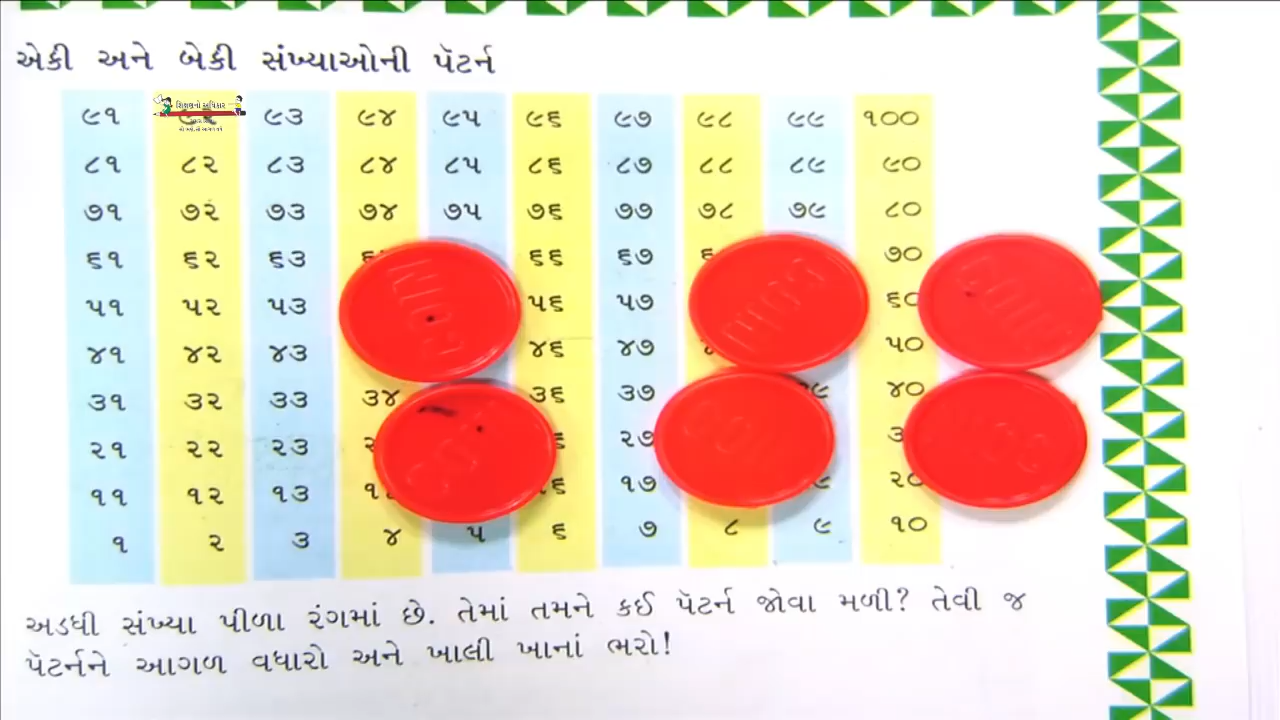 એકી અને બેકી સંખ્યાઓની પૅટર્ન
શિક્ષણનો અધિકાર
૯૧ ૯૩ ૯૪ ૯૫ ૯૬ ૯૭ ૯૮ ૯૯ ૧૦૦
૮૧ ૮૨ ૮૩ ૮૪ ૮૫ ૮૬ ૮૭ ૮૮ ૮૯ ૯૦
૭૧ ૭૨ ૭૩ ૭૪ ૭૫ ૭૬ ૭૭ ૭૮ ૭૯ ૮૦
૬૧ ૬૨ ૬૩ ૬૬ ૬૭ ૭૦
૫૧ ૫૨ ૫૩ ૫૬ ૫૭ ૬૦
૪૧ ૪૨ ૪૩ ૪૬ ૪૭ ૫૦
૩૧ ૩૨ ૩૩ ૩૪ ૩૬ ૩૭ ૪૦
૨૧ ૨૨ ૨૩ ૨૭
૧૧ ૧૨ ૧૩ ૧૭ ૨૦
૧ ૨ ૩ ૪ ૫ ૬ ૭ ૮ ૯ ૧૦
અડધી સંખ્યા પીળા રંગમાં છે. તેમાં તમને કઈ પૅટર્ન જોવા મળી? તેવી જ
પૅટર્નને આગળ વધારો અને ખાલી ખાનાં ભરો!